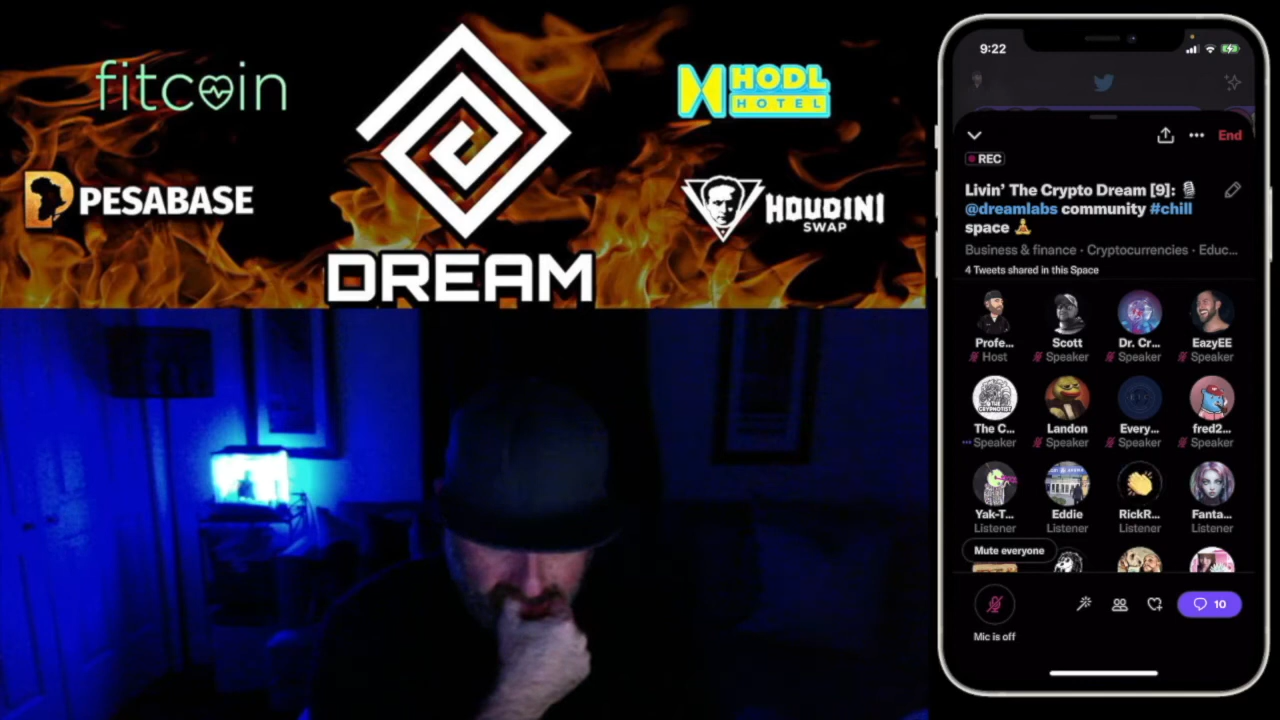 fitcoin
HODL
HOTEL
PESABASE
HOUDINI
SWAP
DREAM
9:22
End
REC
Livin’ The Crypto Dream [9]: 🎙️
@dreamlabs community #chill
space 🧘
Business & finance · Cryptocurrencies · Educ...
4 Tweets shared in this Space
Profe... Scott Dr. Cr... EazyEE
Host Speaker Speaker Speaker
THE CRYPNOTIST
The C... Landon Every... fred2...
Speaker Speaker Speaker Speaker
Yak-T... Eddie RickR... Fanta...
Listener Listener Listener Listener
Mute everyone
10
Mic is off